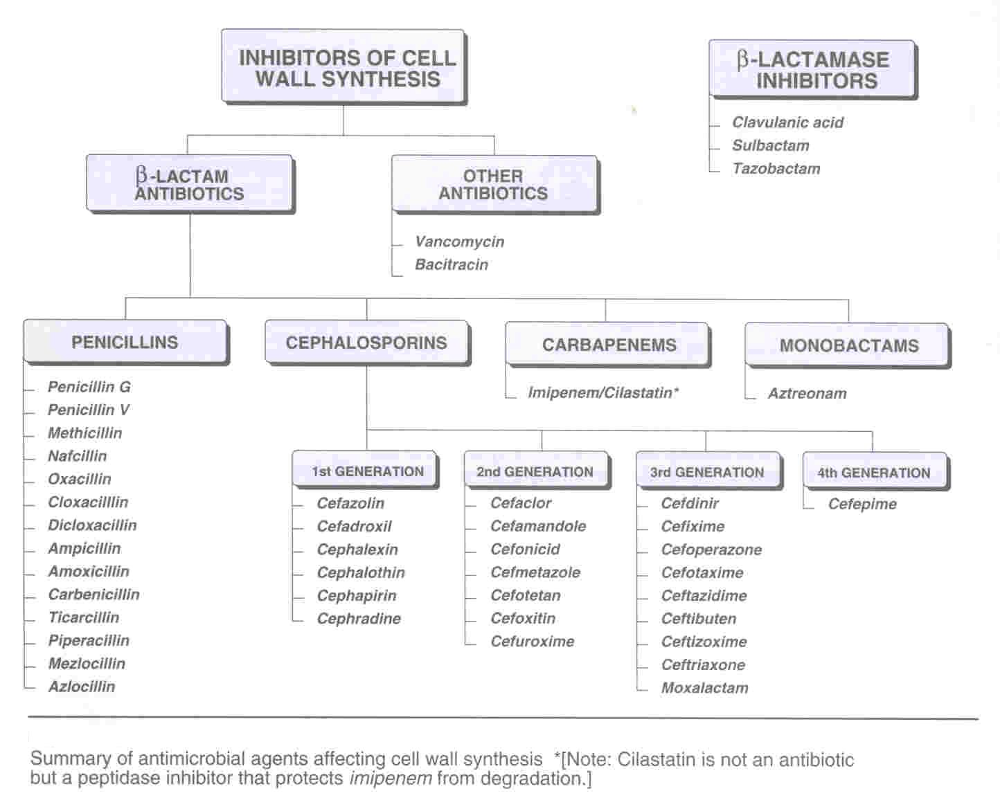 INHIBITORS OF CELL
WALL SYNTHESIS
β-LACTAMASE
INHIBITORS
Clavulanic acid
Sulbactam
Tazobactam
β-LACTAM
ANTIBIOTICS
OTHER
ANTIBIOTICS
Vancomycin
Bacitracin
PENICILLINS
Penicillin G
Penicillin V
Methicillin
Nafcillin
Oxacillin
Cloxacilllin
Dicloxacillin
Ampicillin
Amoxicillin
Carbenicillin
Ticarcillin
Piperacillin
Mezlocillin
Azlocillin
CEPHALOSPORINS
1st GENERATION
Cefazolin
Cefadroxil
Cephalexin
Cephalothin
Cephapirin
Cephradine
2nd GENERATION
Cefaclor
Cefamandole
Cefonicid
Cefmetazole
Cefotetan
Cefoxitin
Cefuroxime
3rd GENERATION
Cefdinir
Cefixime
Cefoperazone
Cefotaxime
Ceftazidime
Ceftibuten
Ceftizoxime
Ceftriaxone
Moxalactam
4th GENERATION
Cefepime
CARBAPENEMS
Imipenem/Cilastatin*
MONOBACTAMS
Aztreonam
Summary of antimicrobial agents affecting cell wall synthesis *[Note: Cilastatin is not an antibiotic
but a peptidase inhibitor that protects imipenem from degradation.]